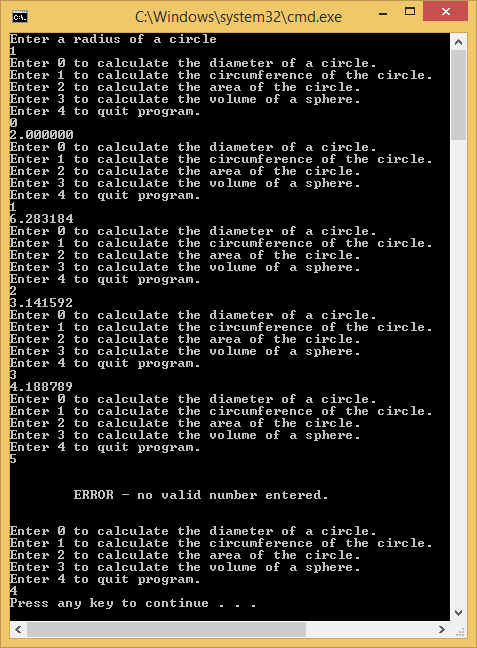 C:\Windows\system32\cmd.exe
Enter a radius of a circle
1
Enter 0 to calculate the diameter of a circle.
Enter 1 to calculate the circumference of the circle.
Enter 2 to calculate the area of the circle.
Enter 3 to calculate the volume of a sphere.
Enter 4 to quit program.
0
2.000000
Enter 0 to calculate the diameter of a circle.
Enter 1 to calculate the circumference of the circle.
Enter 2 to calculate the area of the circle.
Enter 3 to calculate the volume of a sphere.
Enter 4 to quit program.
1
6.283184
Enter 0 to calculate the diameter of a circle.
Enter 1 to calculate the circumference of the circle.
Enter 2 to calculate the area of the circle.
Enter 3 to calculate the volume of a sphere.
Enter 4 to quit program.
2
3.141592
Enter 0 to calculate the diameter of a circle.
Enter 1 to calculate the circumference of the circle.
Enter 2 to calculate the area of the circle.
Enter 3 to calculate the volume of a sphere.
Enter 4 to quit program.
3
4.188789
Enter 0 to calculate the diameter of a circle.
Enter 1 to calculate the circumference of the circle.
Enter 2 to calculate the area of the circle.
Enter 3 to calculate the volume of a sphere.
Enter 4 to quit program.
5
ERROR - no valid number entered.
Enter 0 to calculate the diameter of a circle.
Enter 1 to calculate the circumference of the circle.
Enter 2 to calculate the area of the circle.
Enter 3 to calculate the volume of a sphere.
Enter 4 to quit program.
4
Press any key to continue . . .